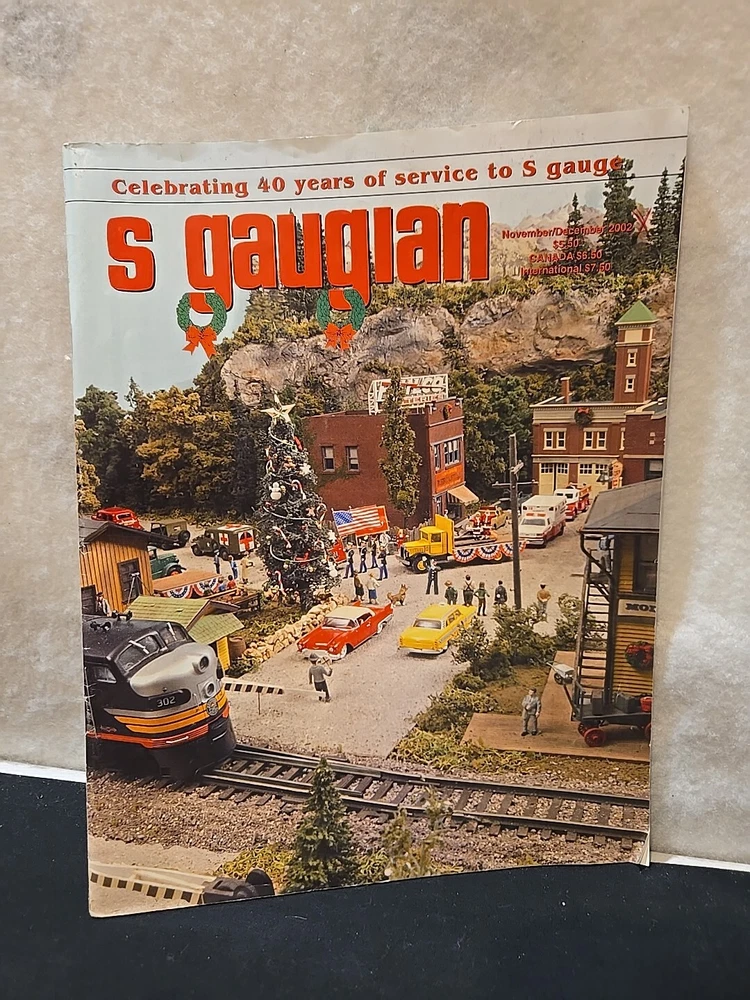 Celebrating 40 years of service to S gauge
s gaugian
November/December 2002
$5.50
CANADA $6.50
International $7.50
302